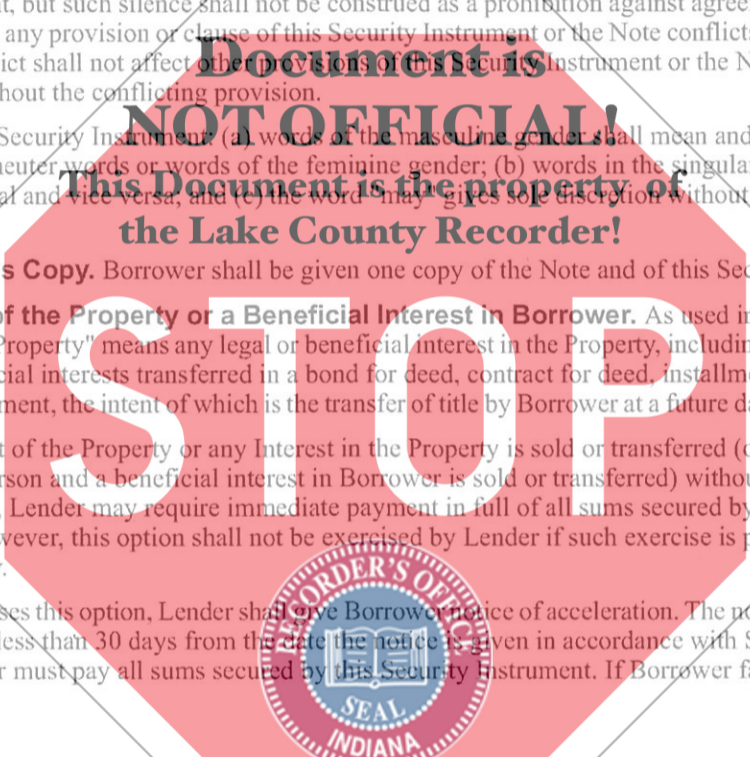 t, but such silence shall not be construed as a prohibition against agree
any provision or clause of this Security Instrument or the Note conflict
Document is
ict shall not affect other provisions of this Security Instrument or the N
hout the conflicting provision.
NOT OFFICIAL!
Security Instrument: (a) words of the masculine gender shall mean and
neuter words or words of the feminine gender; (b) words in the singula
This Document is the property of
al and vice versa; and (c) the word "may" gives sole discretion without
the Lake County Recorder!
s Copy. Borrower shall be given one copy of the Note and of this Sec
of the Property or a Beneficial Interest in Borrower. As used in
Property" means any legal or beneficial interest in the Property, includin
cial interests transferred in a bond for deed, contract for deed, installm
ment, the intent of which is the transfer of title by Borrower at a future da
STOP
t of the Property or any Interest in the Property is sold or transferred (o
rson and a beneficial interest in Borrower is sold or transferred) withou
Lender may require immediate payment in full of all sums secured by
wever, this option shall not be exercised by Lender if such exercise is p
ses this option, Lender shall give Borrower notice of acceleration. The no
less than 30 days from the date the notice is given in accordance with S
r must pay all sums secured by this Security Instrument. If Borrower fa
RECORDER'S OFFICE
SEAL
INDIANA